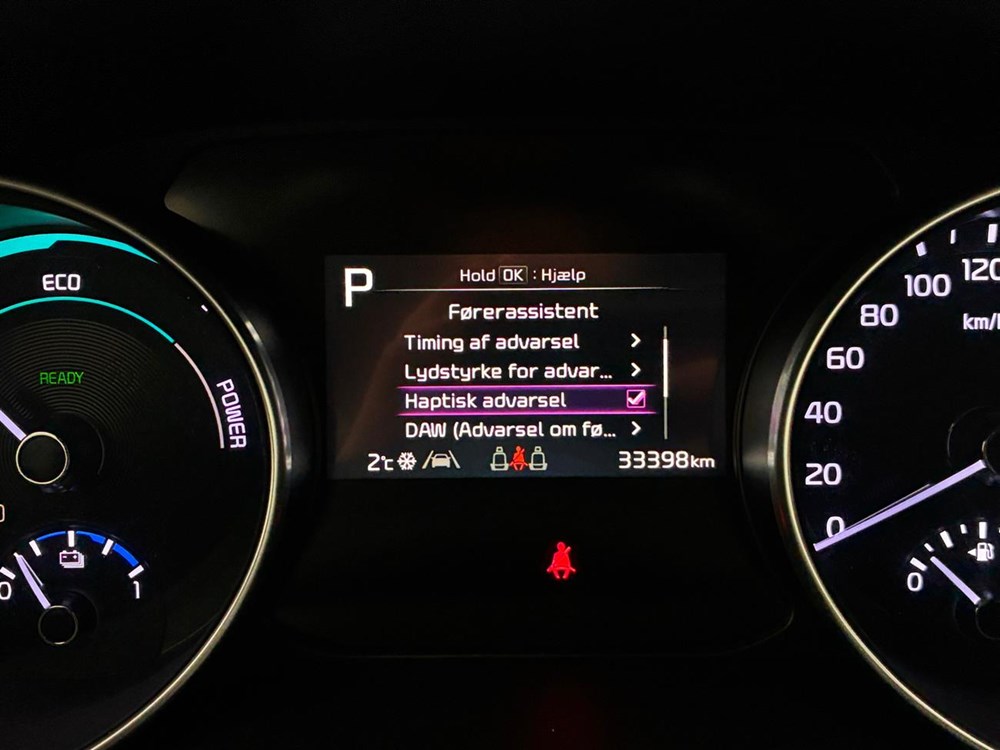 P
Hold OK : Hjælp
Førerassistent
Timing af advarsel
Lydstyrke for advar...
Haptisk advarsel
DAW (Advarsel om fø...
2°c
33398km
ECO
READY
POWER
0
1
120
100
80
60
40
20
0
km/
0